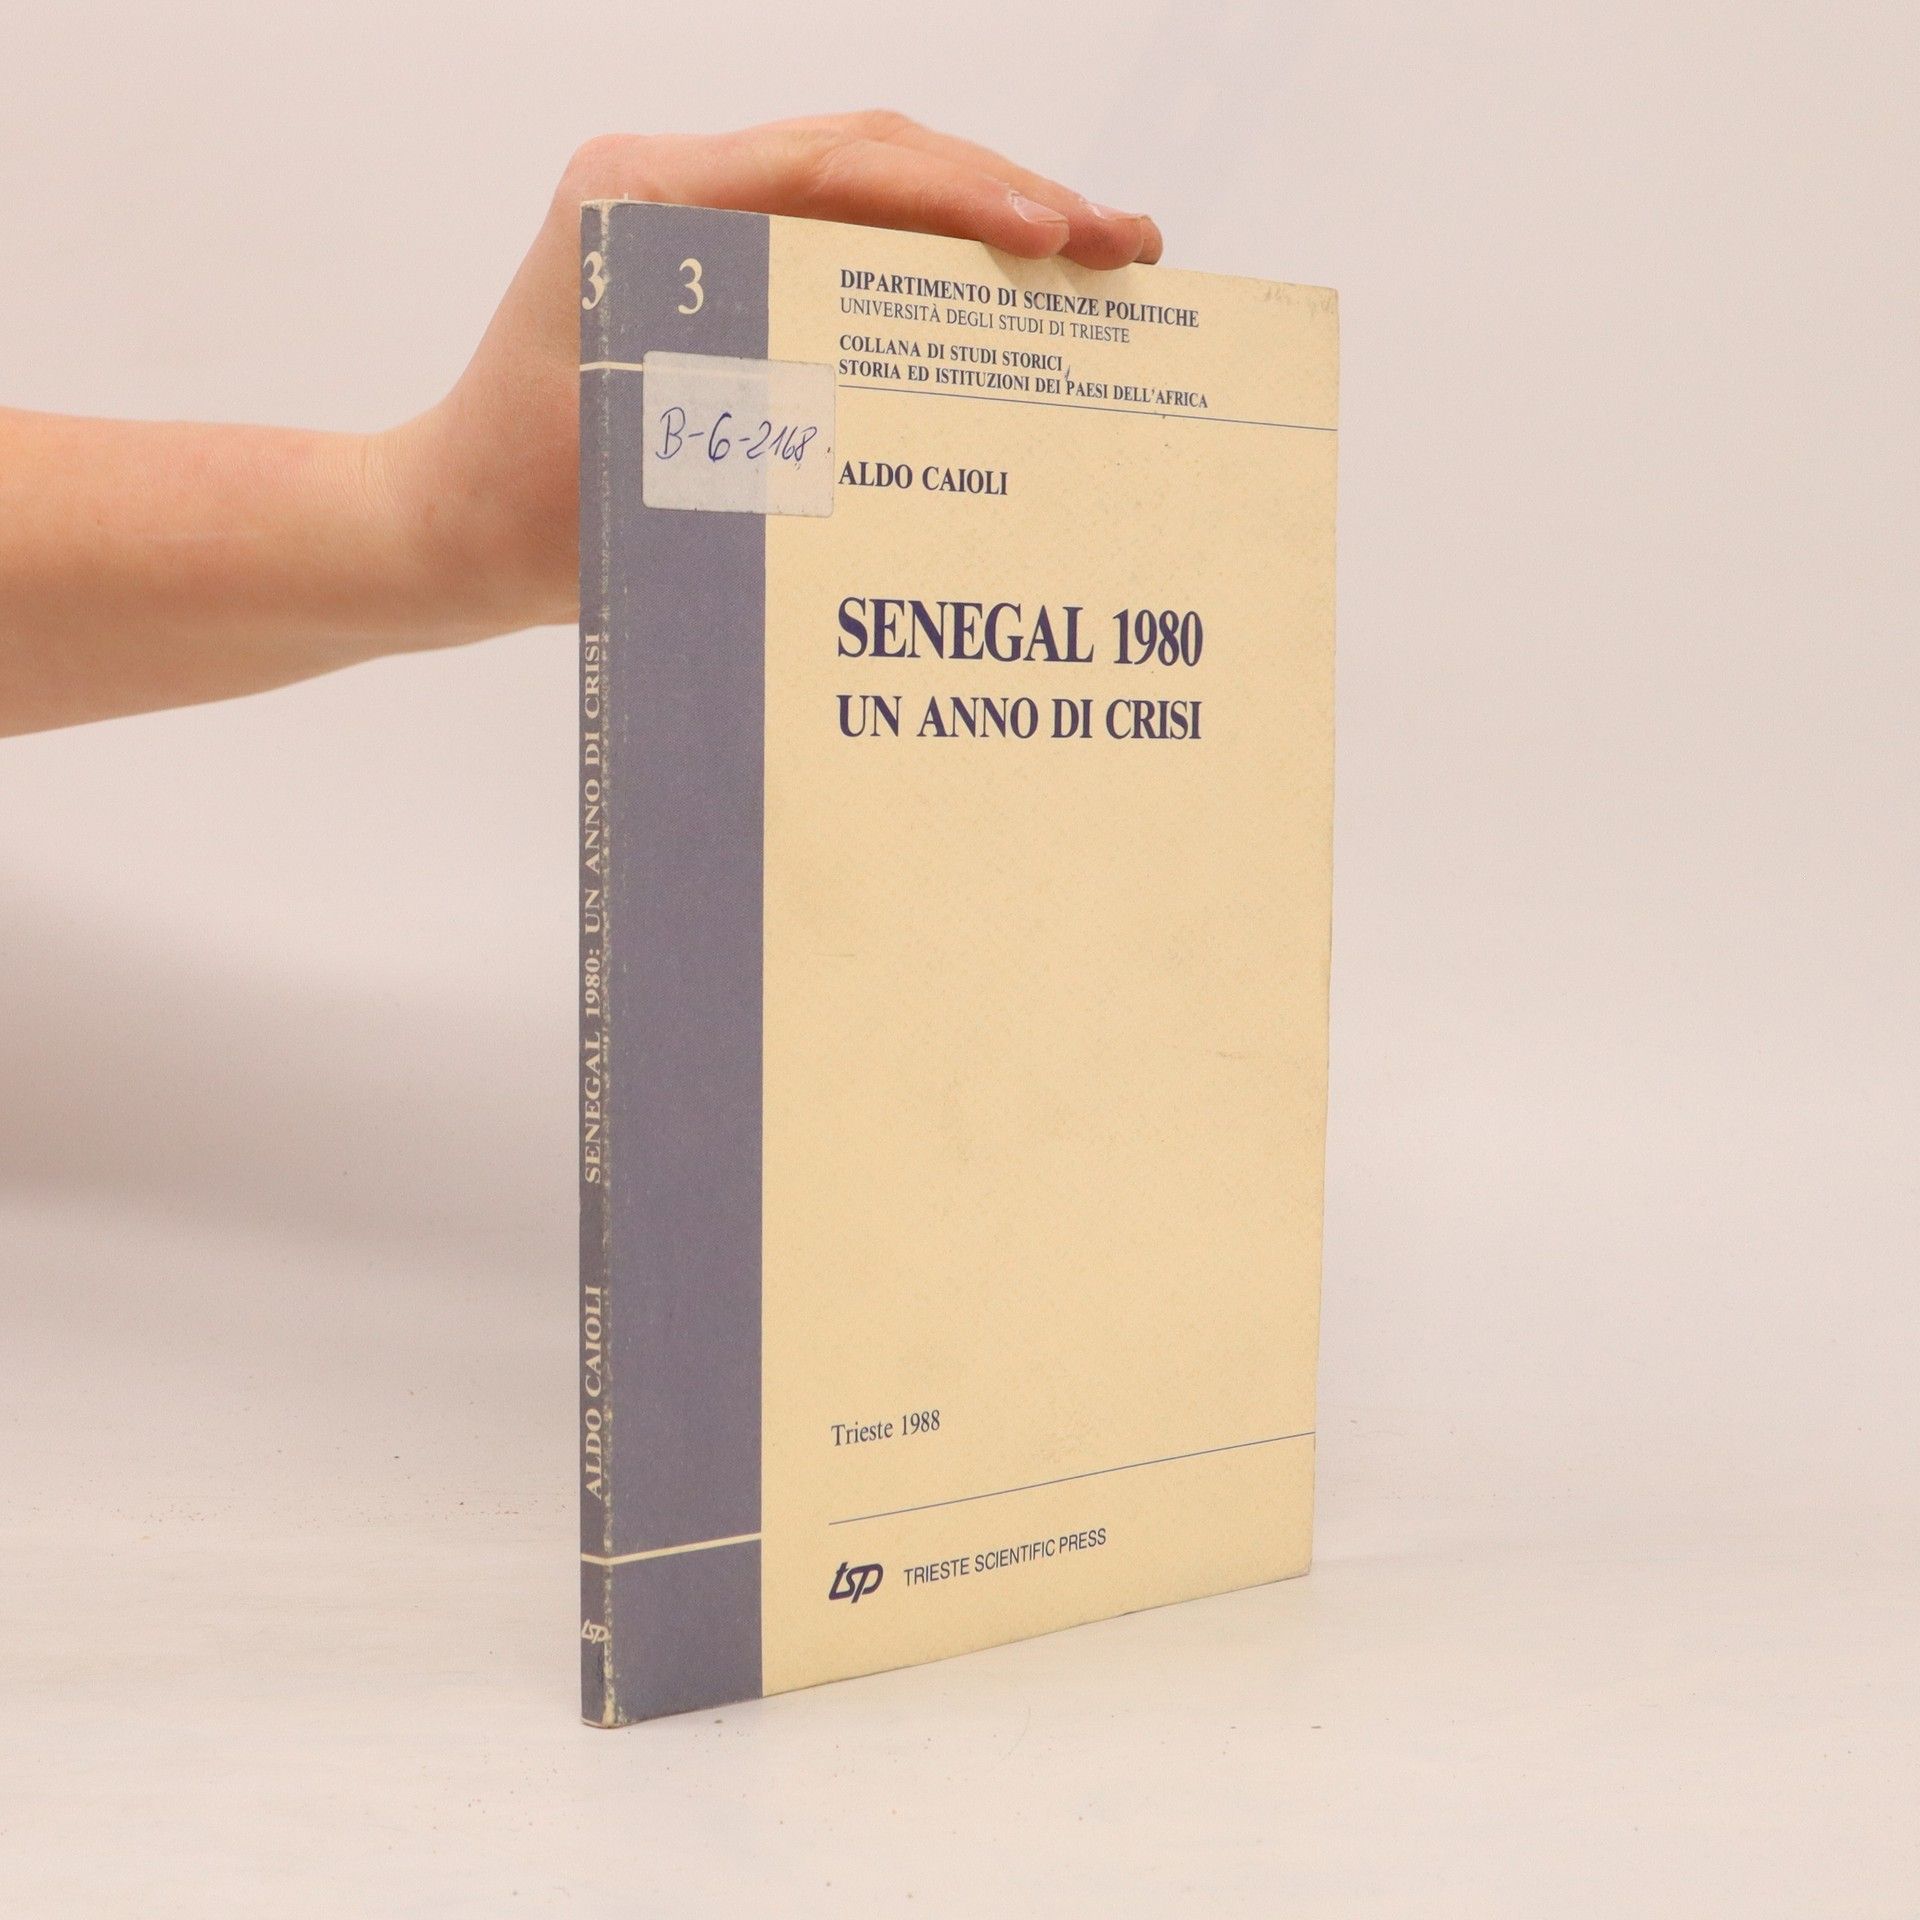 3
3
DIPARTIMENTO DI SCIENZE POLITICHE
UNIVERSITÀ DEGLI STUDI DI TRIESTE
COLLANA DI STUDI STORICI
STORIA ED ISTITUZIONI DEI PAESI DELL'AFRICA
B-6-2168
ALDO CAIOLI
SENEGAL 1980
UN ANNO DI CRISI
Trieste 1988
tsp TRIESTE SCIENTIFIC PRESS
ALDO CAIOLI SENEGAL 1980: UN ANNO DI CRISI
tsp